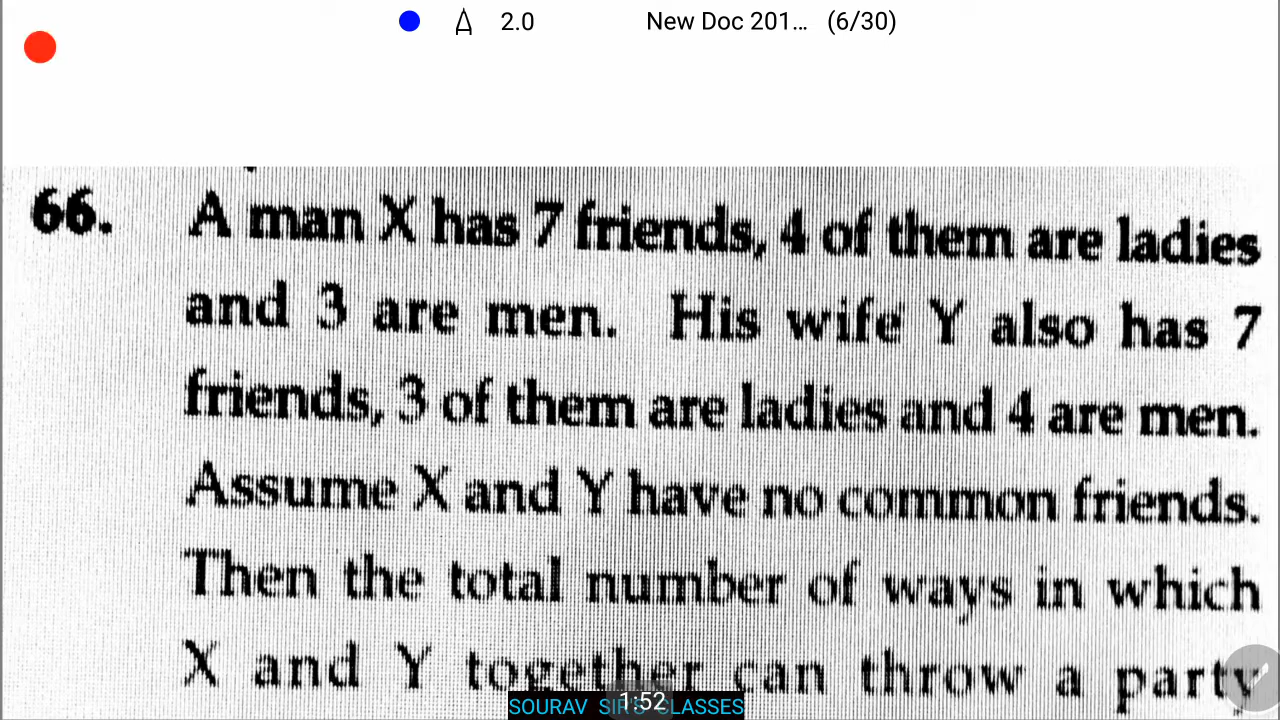 2.0 New Doc 201... (6/30)
66. A man X has 7 friends, 4 of them are ladies
and 3 are men. His wife Y also has 7
friends, 3 of them are ladies and 4 are men.
Assume X and Y have no common friends.
Then the total number of ways in which
X and Y together can throw a party
SOURAV SIR'S CLASSES
1:52